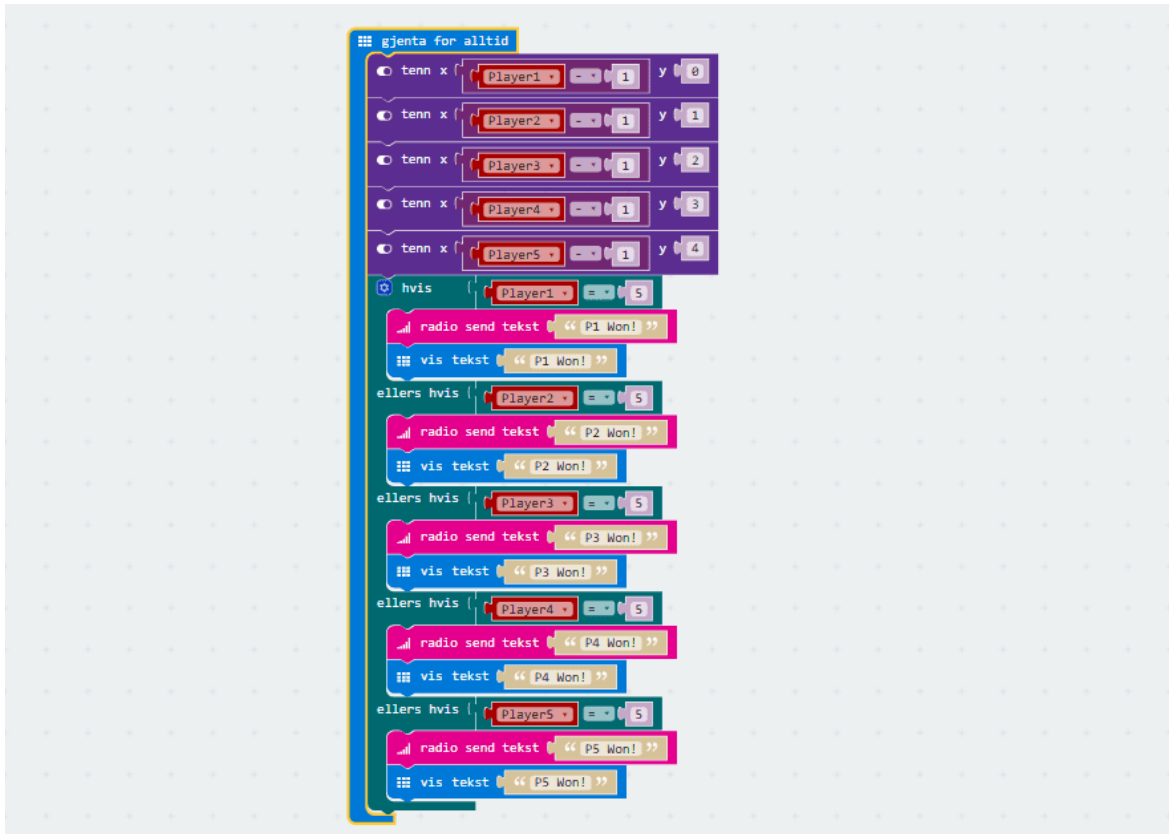 gjenta for alltid
tenn x Player1 - 1 y 0
tenn x Player2 - 1 y 1
tenn x Player3 - 1 y 2
tenn x Player4 - 1 y 3
tenn x Player5 - 1 y 4
hvis Player1 = 5
radio send tekst “ P1 Won! ”
vis tekst “ P1 Won! ”
ellers hvis Player2 = 5
radio send tekst “ P2 Won! ”
vis tekst “ P2 Won! ”
ellers hvis Player3 = 5
radio send tekst “ P3 Won! ”
vis tekst “ P3 Won! ”
ellers hvis Player4 = 5
radio send tekst “ P4 Won! ”
vis tekst “ P4 Won! ”
ellers hvis Player5 = 5
radio send tekst “ P5 Won! ”
vis tekst “ P5 Won! ”